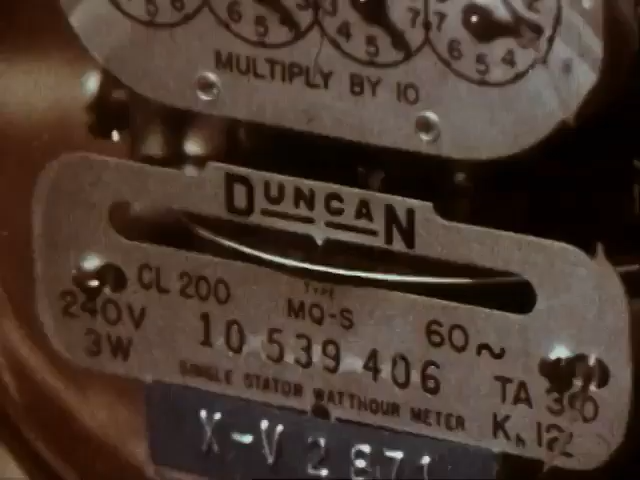 MULTIPLY BY 10
DUNCAN
CL 200
TYPE
MQ-S
60~
240V
3W
10 539 406
TA 30
SINGLE STATOR WATTHOUR METER
Kh 12
X-V 2671